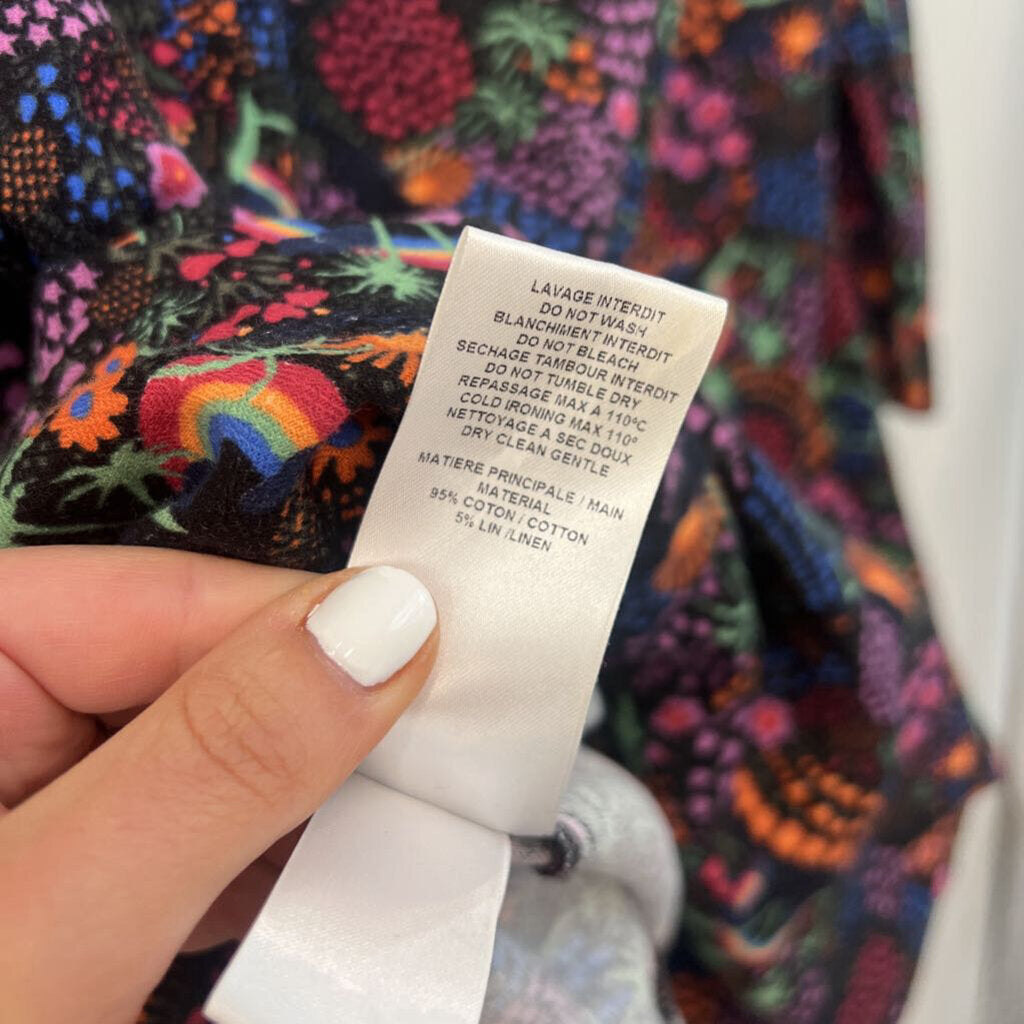 LAVAGE INTERDIT
DO NOT WASH
BLANCHIMENT INTERDIT
DO NOT BLEACH
SECHAGE TAMBOUR INTERDIT
DO NOT TUMBLE DRY
REPASSAGE MAX A 110°C
COLD IRONING MAX 110°
NETTOYAGE A SEC DOUX
DRY CLEAN GENTLE
MATIERE PRINCIPALE / MAIN
MATERIAL
95% COTON / COTTON
5% LIN /LINEN